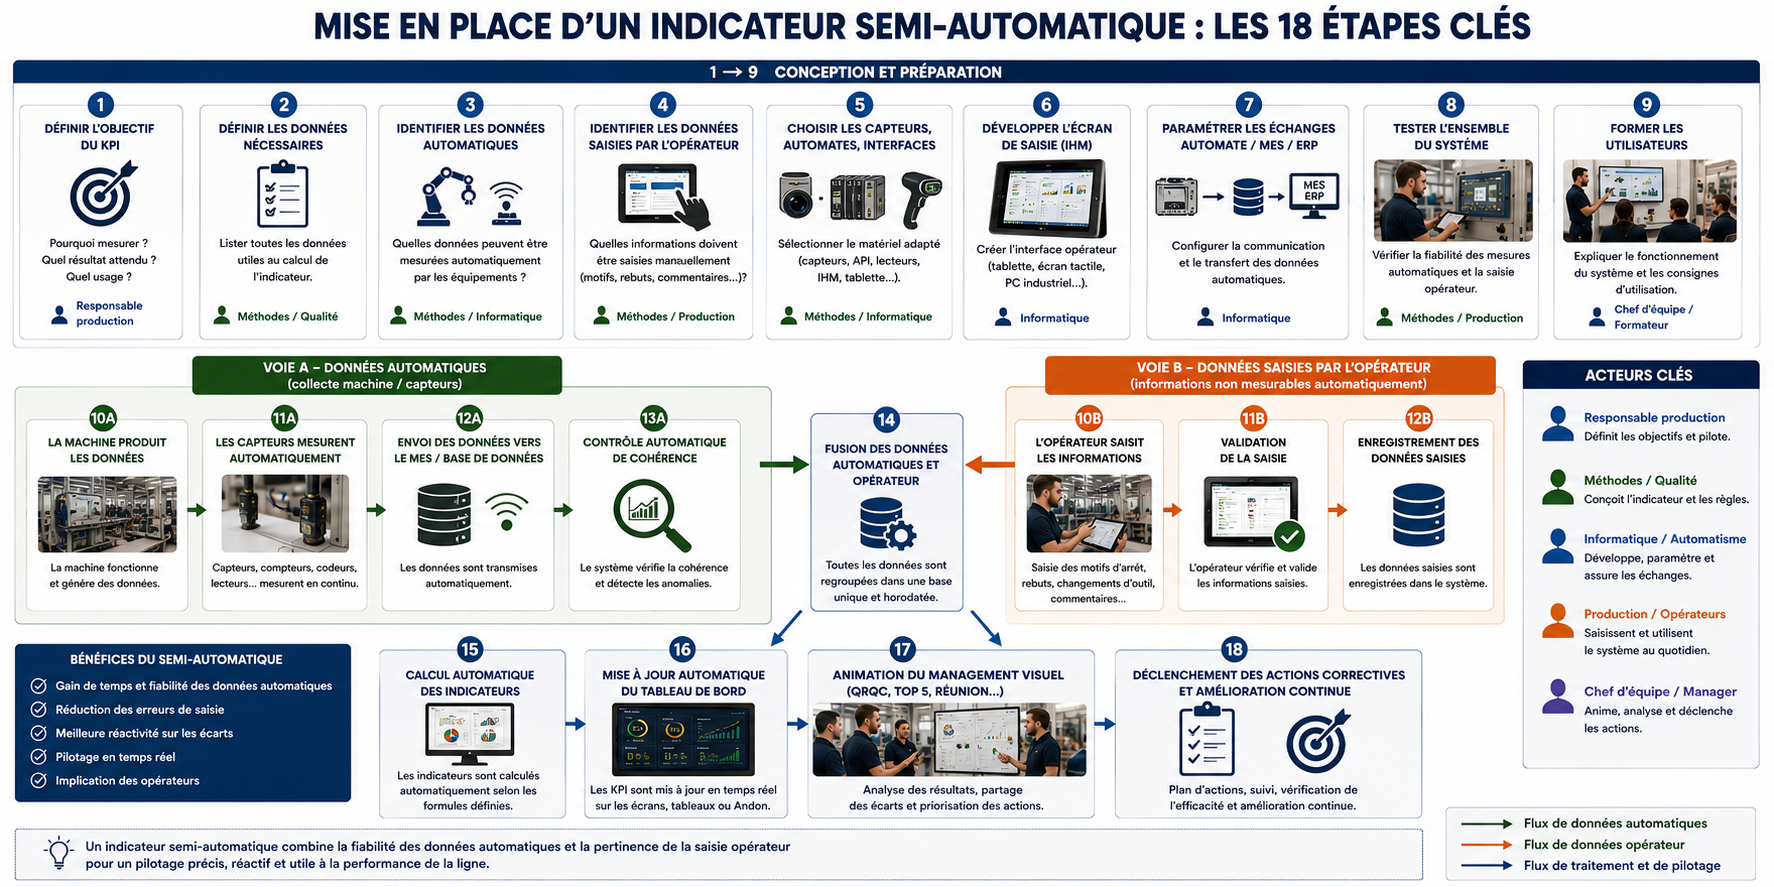 MISE EN PLACE D'UN INDICATEUR SEMI-AUTOMATIQUE : LES 18 ÉTAPES CLÉS
1 → 9 CONCEPTION ET PRÉPARATION
1
DÉFINIR L'OBJECTIF
DU KPI
Pourquoi mesurer ?
Quel résultat attendu ?
Quel usage ?
Responsable
production
2
DÉFINIR LES DONNÉES
NÉCESSAIRES
Lister toutes les données
utiles au calcul de
l'indicateur.
Méthodes / Qualité
3
IDENTIFIER LES DONNÉES
AUTOMATIQUES
Quelles données peuvent être
mesurées automatiquement
par les équipements ?
Méthodes / Informatique
4
IDENTIFIER LES DONNÉES
SAISIES PAR L'OPÉRATEUR
Quelles informations doivent
être saisies manuellement
(motifs, rebuts, commentaires...)?
Méthodes / Production
5
CHOISIR LES CAPTEURS,
AUTOMATES, INTERFACES
Sélectionner le matériel adapté
(capteurs, API, lecteurs,
IHM, tablette...).
Méthodes / Informatique
6
DÉVELOPPER L'ÉCRAN
DE SAISIE (IHM)
Créer l'interface opérateur
(tablette, écran tactile,
PC industriel...).
Informatique
7
PARAMÉTRER LES ÉCHANGES
AUTOMATE / MES / ERP
MES
ERP
Configurer la communication
et le transfert des données
automatiques.
Informatique
8
TESTER L'ENSEMBLE
DU SYSTÉME
Vérifier la fiabilité des mesures
automatiques et la saisie
opérateur.
Méthodes / Production
9
FORMER LES
UTILISATEURS
Expliquer le fonctionnement
du système et les consignes
d'utilisation.
Chef d'équipe /
Formateur
VOIE A – DONNÉES AUTOMATIQUES
(collecte machine / capteurs)
10A
LA MACHINE PRODUIT
LES DONNÉES
La machine fonctionne
et génére des données.
11A
LES CAPTEURS MESURENT
AUTOMATIQUEMENT
Capteurs, compteurs, codeurs,
lecteurs... mesurent en continu.
12A
ENVOI DES DONNÉES VERS
LE MES / BASE DE DONNÉES
Les données sont transmises
automatiquement.
13A
CONTRÔLE AUTOMATIQUE
DE COHÉRENCE
Le système vérifie la cohérence
et détecte les anomalies.
14
FUSION DES DONNÉES
AUTOMATIQUES ET
OPÉRATEUR
Toutes les données sont
regroupées dans une base
unique et horodatée.
VOIE B – DONNÉES SAISIES PAR L'OPÉRATEUR
(informations non mesurables automatiquement)
10B
L'OPÉRATEUR SAISIT
LES INFORMATIONS
Saisie des motifs d'arrêt,
rebuts, changements d'outil,
commentaires...
11B
VALIDATION
DE LA SAISIE
L'opérateur vérifie et valide
les informations saisies.
12B
ENREGISTREMENT DES
DONNÉES SAISIES
Les données saisies sont
enregistrées dans le système.
ACTEURS CLÉS
Responsable production
Définit les objectifs et pilote.
Méthodes / Qualité
Conçoit l'indicateur et les règles.
Informatique / Automatisme
Développe, paramètre et
assure les échanges.
Production / Opérateurs
Saisissent et utilisent
le système au quotidien.
Chef d'équipe / Manager
Anime, analyse et déclenche
les actions.
BÉNÉFICES DU SEMI-AUTOMATIQUE
Gain de temps et fiabilité des données automatiques
Réduction des erreurs de saisie
Meilleure réactivité sur les écarts
Pilotage en temps réel
Implication des opérateurs
15
CALCUL AUTOMATIQUE
DES INDICATEURS
Les indicateurs sont calculés
automatiquement selon les
formules définies.
16
MISE À JOUR AUTOMATIQUE
DU TABLEAU DE BORD
Les KPI sont mis à jour en temps réel
sur les écrans, tableaux ou Andon.
17
ANIMATION DU MANAGEMENT VISUEL
(QRQC, TOP 5, RÉUNION...)
Analyse des résultats, partage
des écarts et priorisation des actions.
18
DÉCLENCHEMENT DES ACTIONS CORRECTIVES
ET AMÉLIORATION CONTINUE
Plan d'actions, suivi, vérification de
l'efficacité et amélioration continue.
Un indicateur semi-automatique combine la fiabilité des données automatiques et la pertinence de la saisie opérateur
pour un pilotage précis, réactif et utile à la performance de la ligne.
Flux de données automatiques
Flux de données opérateur
Flux de traitement et de pilotage